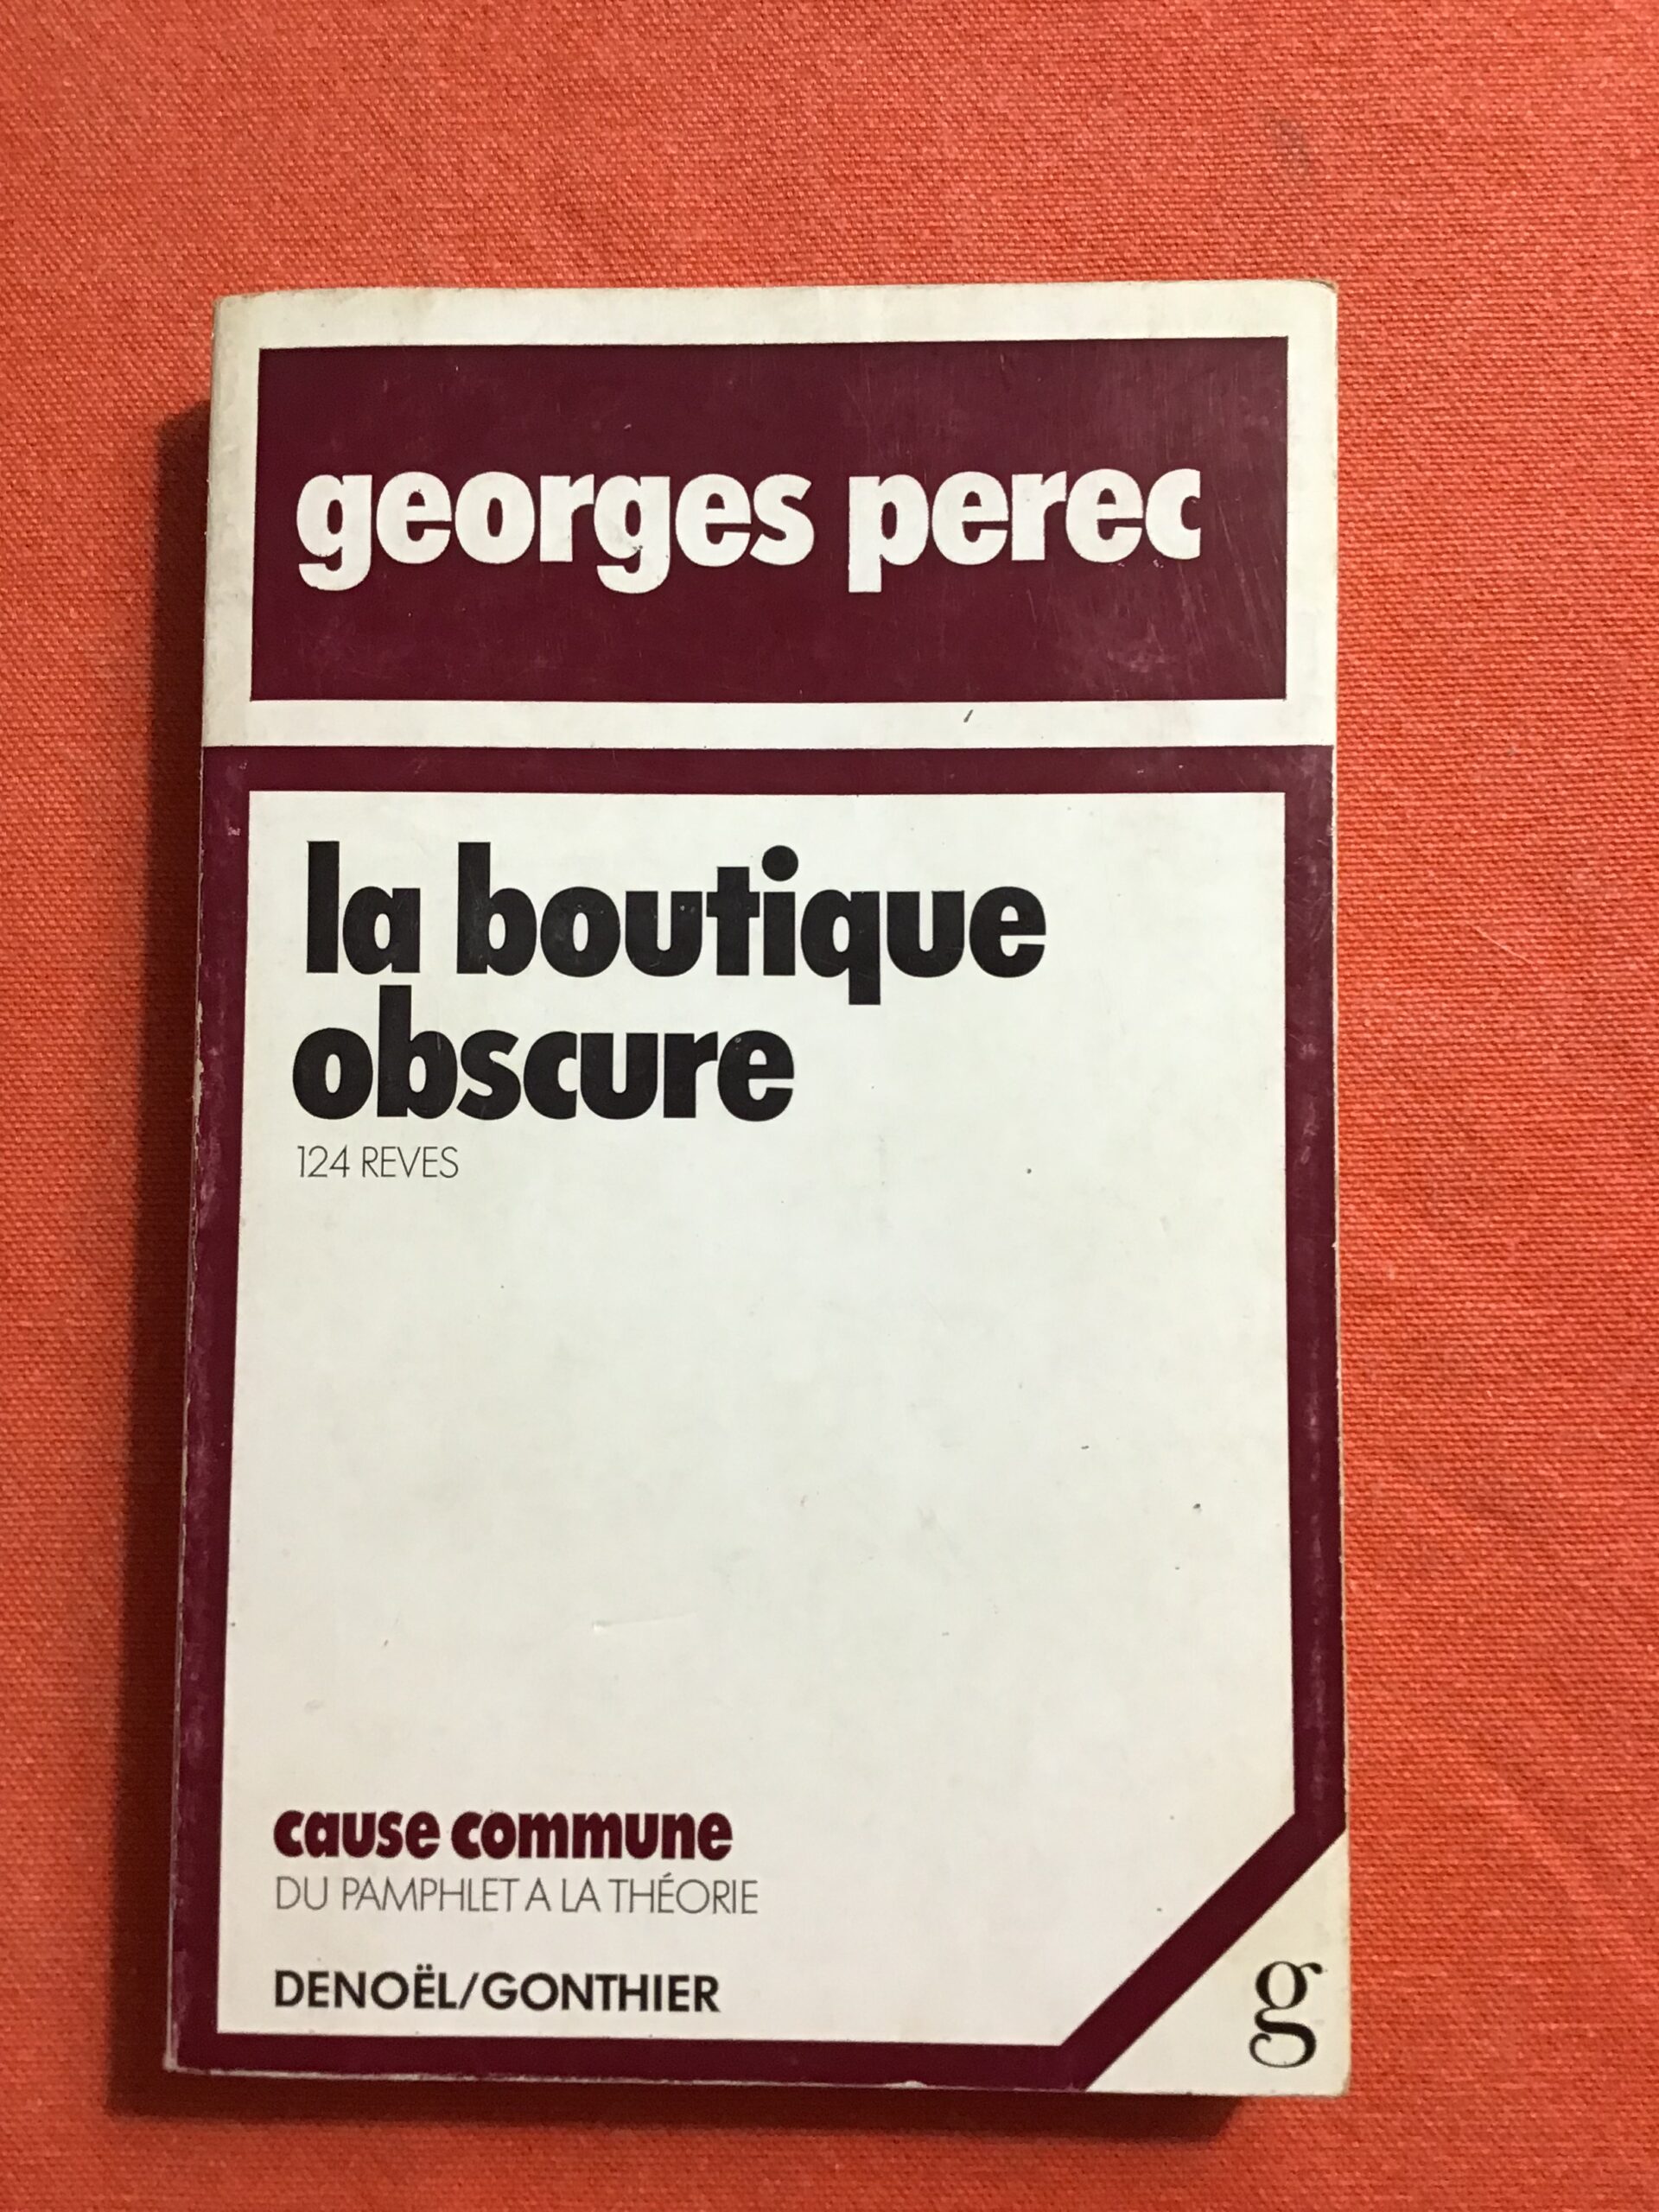 georges perec
la boutique
obscure
124 REVES
cause commune
DU PAMPHLET A LA THÉORIE
DENOËL/GONTHIER
g